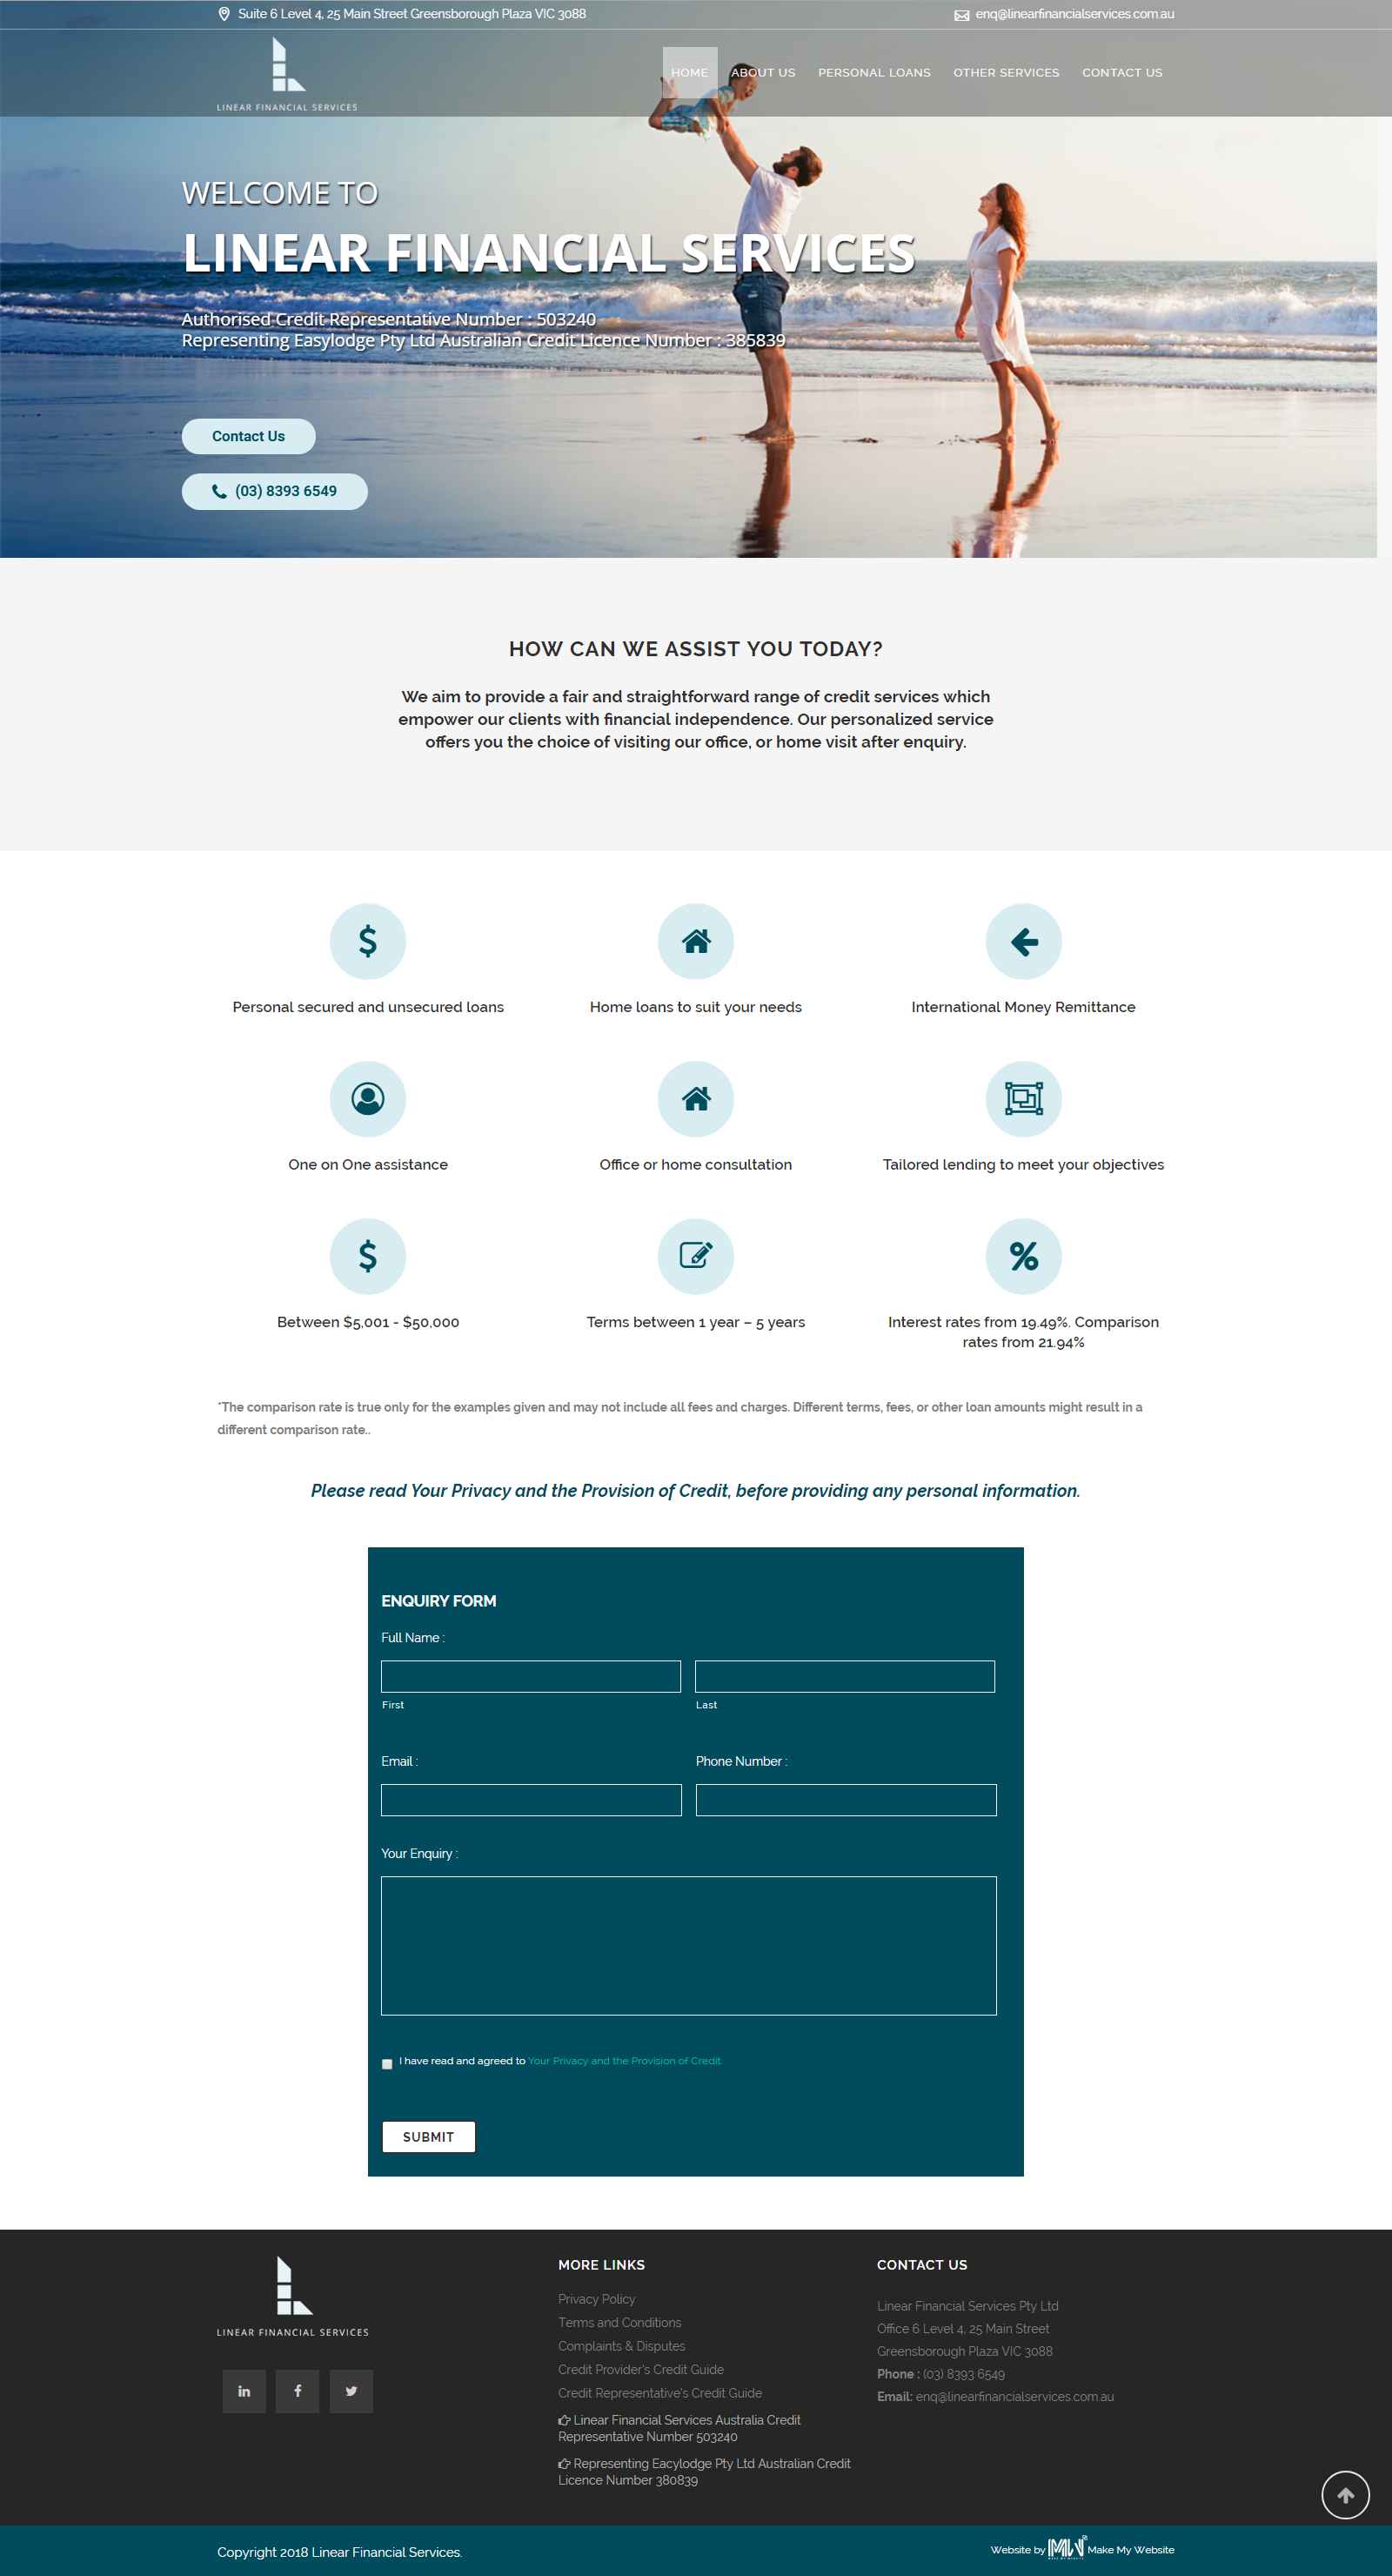 Suite 6 Level 4, 25 Main Street Greensborough Plaza VIC 3088
enq@linearfinancialservices.com.au
LINEAR FINANCIAL SERVICES
HOME
ABOUT US
PERSONAL LOANS
OTHER SERVICES
CONTACT US
WELCOME TO
LINEAR FINANCIAL SERVICES
Authorised Credit Representative Number : 503240
Representing Easylodge Pty Ltd Australian Credit Licence Number : 385839
Contact Us
(03) 8393 6549
HOW CAN WE ASSIST YOU TODAY?
We aim to provide a fair and straightforward range of credit services which
empower our clients with financial independence. Our personalized service
offers you the choice of visiting our office, or home visit after enquiry.
Personal secured and unsecured loans
Home loans to suit your needs
International Money Remittance
One on One assistance
Office or home consultation
Tailored lending to meet your objectives
Between $5,001 - $50,000
Terms between 1 year – 5 years
Interest rates from 19.49%. Comparison
rates from 21.94%
*The comparison rate is true only for the examples given and may not include all fees and charges. Different terms, fees, or other loan amounts might result in a
different comparison rate..
Please read Your Privacy and the Provision of Credit, before providing any personal information.
ENQUIRY FORM
Full Name :
First
Last
Email :
Phone Number :
Your Enquiry :
I have read and agreed to Your Privacy and the Provision of Credit.
SUBMIT
LINEAR FINANCIAL SERVICES
MORE LINKS
Privacy Policy
Terms and Conditions
Complaints & Disputes
Credit Provider's Credit Guide
Credit Representative's Credit Guide
Linear Financial Services Australia Credit
Representative Number 503240
Representing Eacylodge Pty Ltd Australian Credit
Licence Number 380839
CONTACT US
Linear Financial Services Pty Ltd
Office 6 Level 4, 25 Main Street
Greensborough Plaza VIC 3088
Phone : (03) 8393 6549
Email: enq@linearfinancialservices.com.au
Copyright 2018 Linear Financial Services.
Website by MMW Make My Website